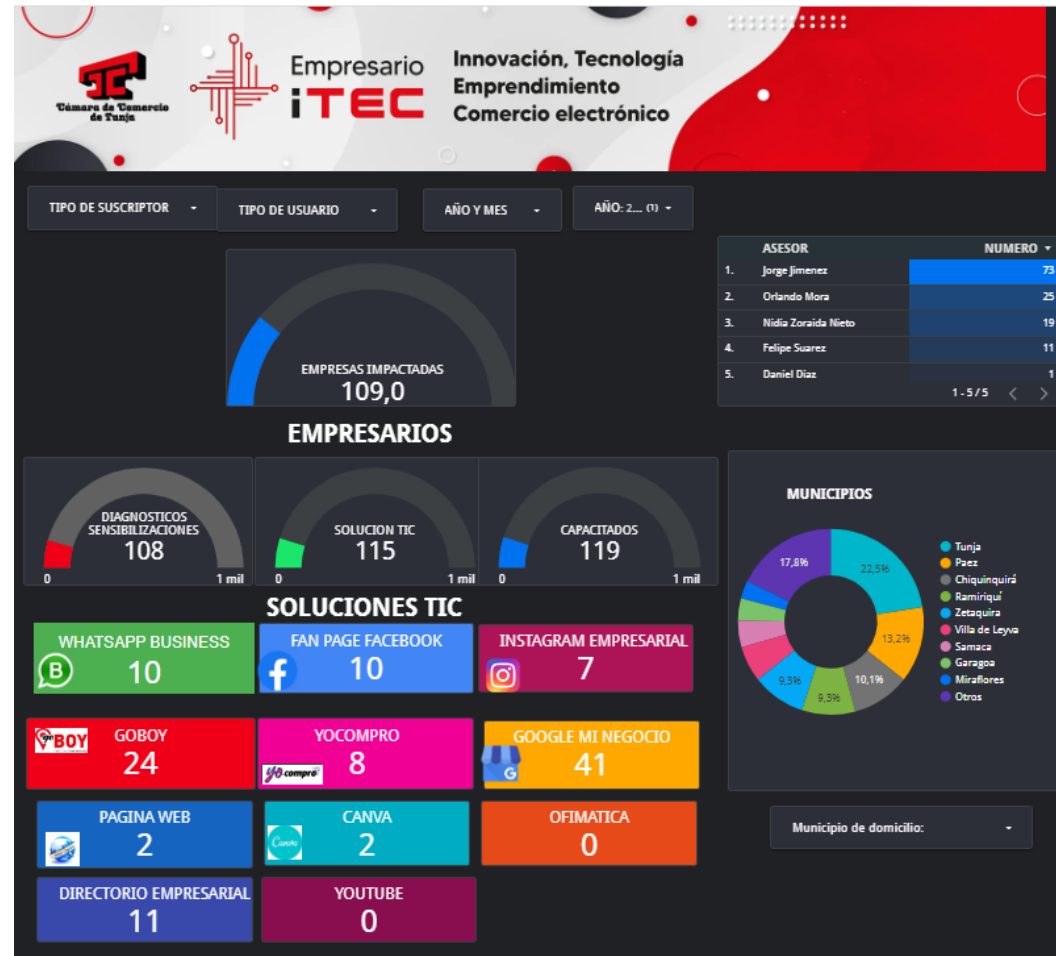 Cámara de Comercio
de Tunja
Empresario
iTEC
Innovación, Tecnología
Emprendimiento
Comercio electrónico
TIPO DE SUSCRIPTOR
TIPO DE USUARIO
AÑO Y MES
AÑO: 2... (1)
ASESOR NUMERO
1. Jorge Jimenez 73
2. Orlando Mora 25
3. Nidia Zoraida Nieto 19
4. Felipe Suarez 11
5. Daniel Diaz 1
1-5/5
EMPRESAS IMPACTADAS
109,0
EMPRESARIOS
DIAGNOSTICOS
SENSIBILIZACIONES
108
0 1 mil
SOLUCION TIC
115
0 1 mil
CAPACITADOS
119
0 1 mil
MUNICIPIOS
17,8%
22,5%
13,2%
10,1%
9,3%
9,3%
Tunja
Paez
Chiquinquirá
Ramiriquí
Zetaquira
Villa de Leyva
Samaca
Garagoa
Miraflores
Otros
SOLUCIONES TIC
WHATSAPP BUSINESS
B
10
FAN PAGE FACEBOOK
10
INSTAGRAM EMPRESARIAL
7
BOY
GOBOY
24
YOCOMPRO
yo compro
8
GOOGLE MI NEGOCIO
G
41
PAGINA WEB
2
CANVA
Canva
2
OFIMATICA
0
Municipio de domicilio:
DIRECTORIO EMPRESARIAL
11
YOUTUBE
0